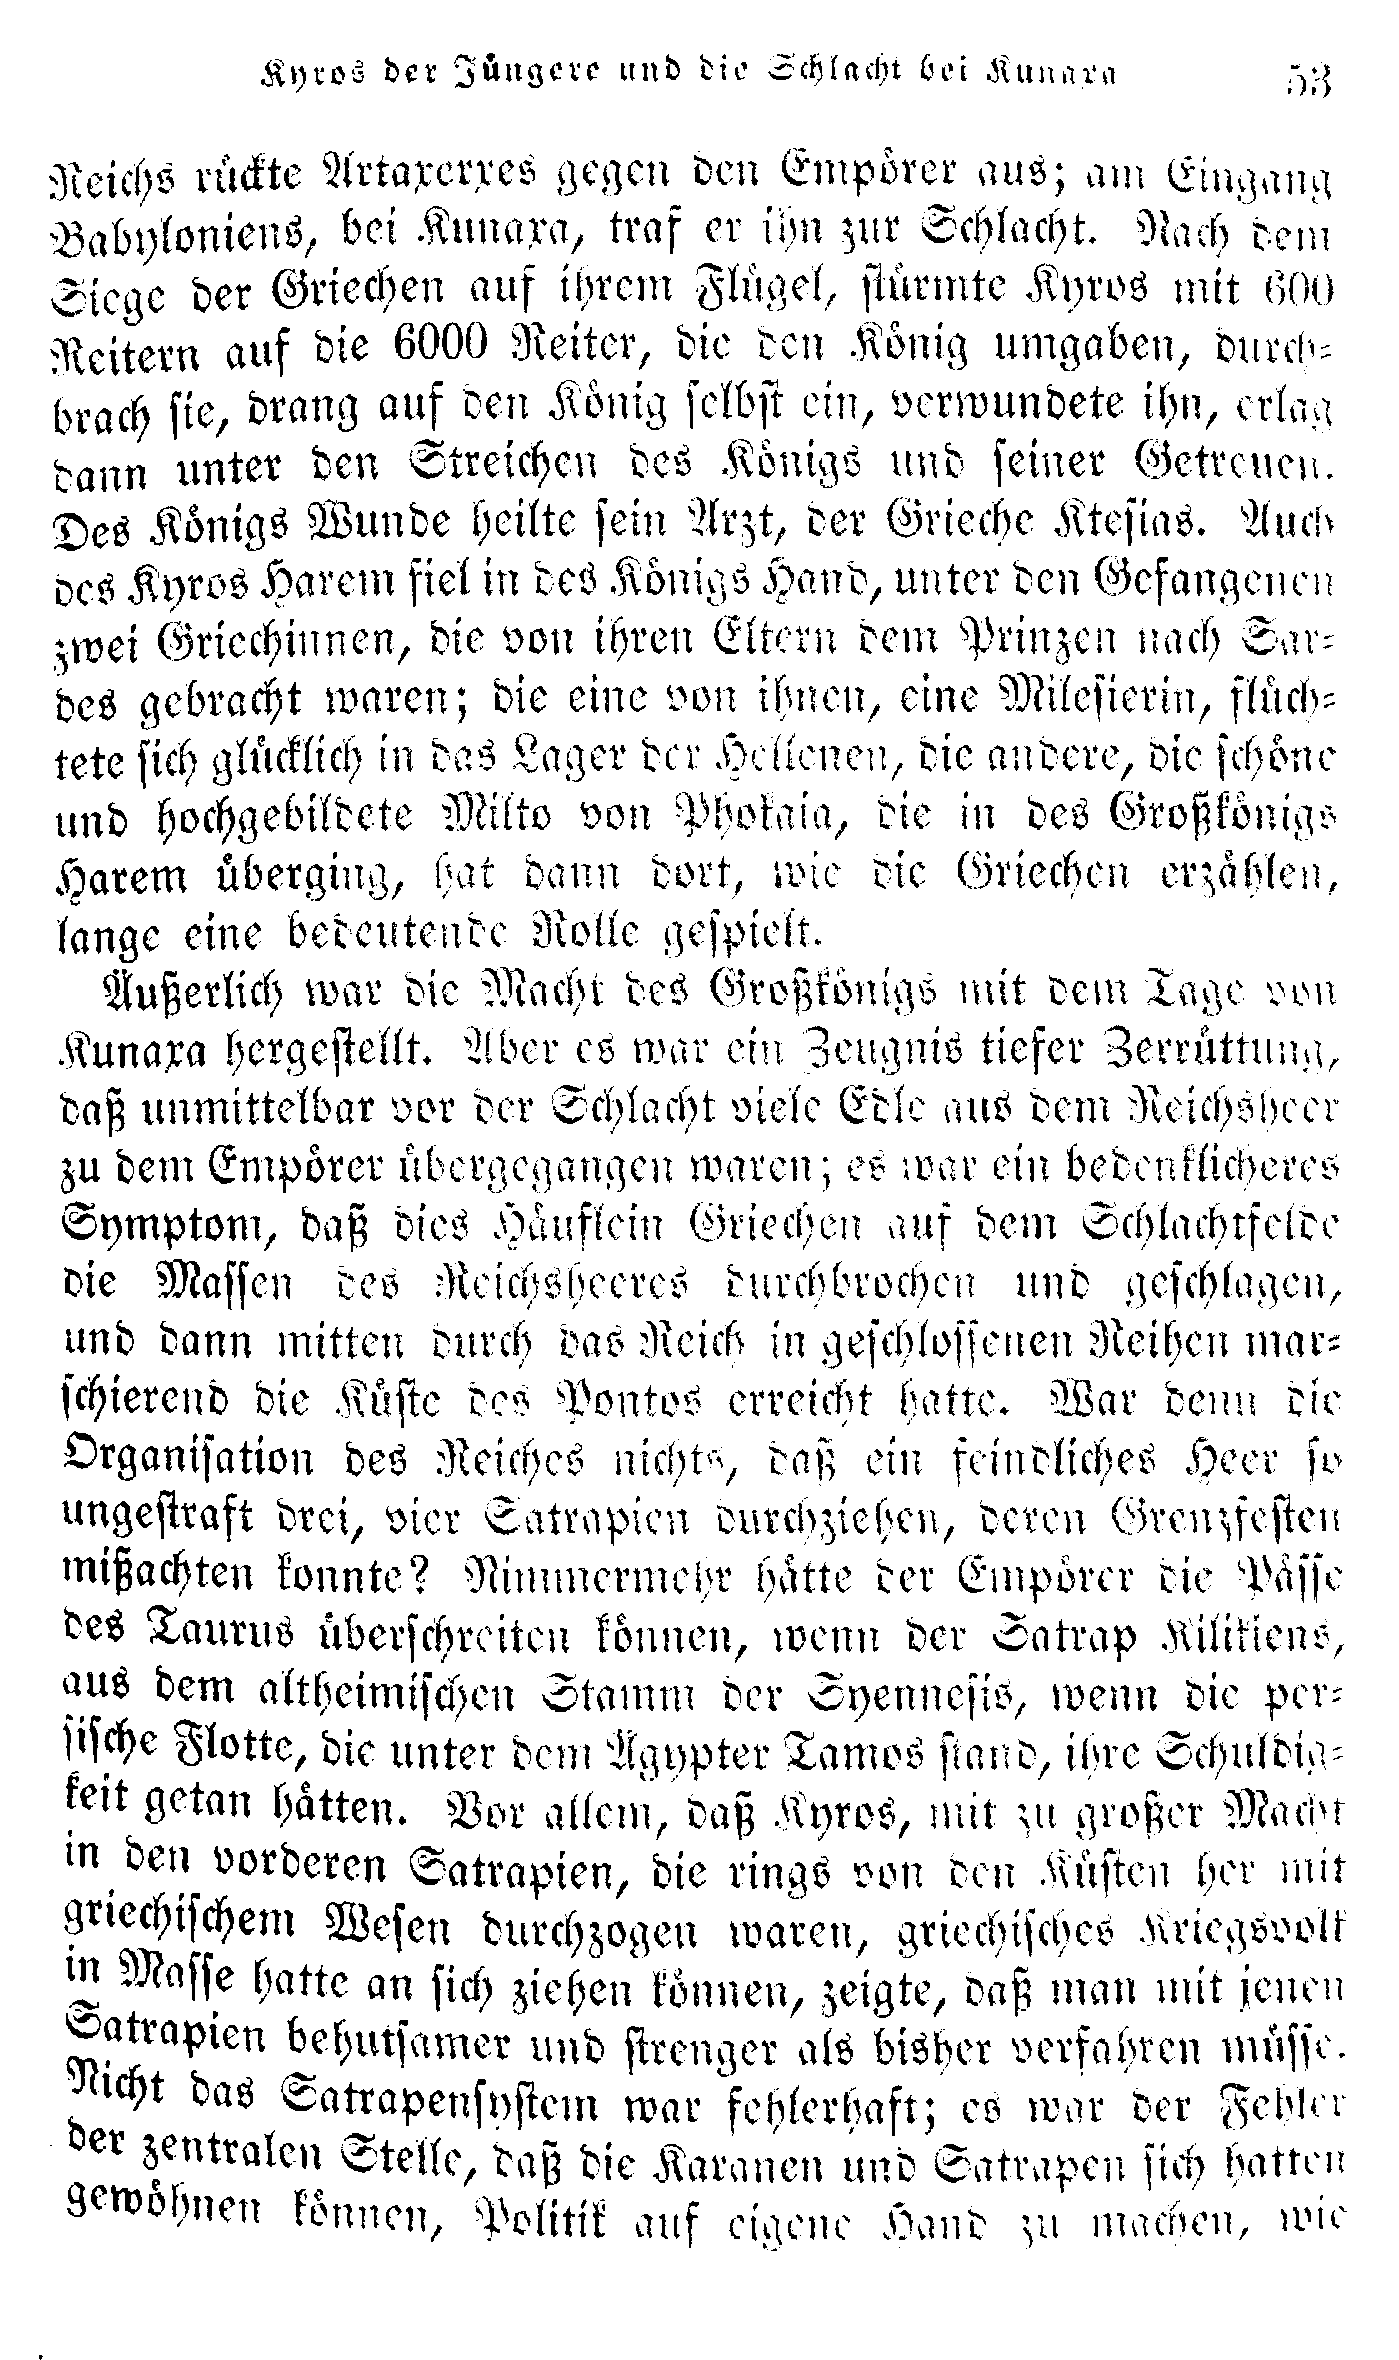 Kyros der Jüngere und die Schlacht bei Kunaxa 53
Reichs rückte Artaxerxes gegen den Empörer aus; am Eingang
Babyloniens, bei Kunaxa, traf er ihn zur Schlacht. Nach dem
Siege der Griechen auf ihrem Flügel, stürmte Kyros mit 600
Reitern auf die 6000 Reiter, die den König umgaben, durch-
brach sie, drang auf den König selbst ein, verwundete ihn, erlag
dann unter den Streichen des Königs und seiner Getreuen.
Des Königs Wunde heilte sein Arzt, der Grieche Ktesias. Auch
des Kyros Harem fiel in des Königs Hand, unter den Gefangenen
zwei Griechinnen, die von ihren Eltern dem Prinzen nach Sar-
des gebracht waren; die eine von ihnen, eine Milesierin, flüch-
tete sich glücklich in das Lager der Hellenen, die andere, die schöne
und hochgebildete Milto von Phokaia, die in des Großkönigs
Harem überging, hat dann dort, wie die Griechen erzählen,
lange eine bedeutende Rolle gespielt.
Äußerlich war die Macht des Großkönigs mit dem Tage von
Kunaxa hergestellt. Aber es war ein Zeugnis tiefer Zerrüttung,
daß unmittelbar vor der Schlacht viele Edle aus dem Reichsheer
zu dem Empörer übergegangen waren; es war ein bedenklicheres
Symptom, daß dies Häuflein Griechen auf dem Schlachtfelde
die Massen des Reichsheeres durchbrochen und geschlagen,
und dann mitten durch das Reich in geschlossenen Reihen mar-
schierend die Küste des Pontos erreicht hatte. War denn die
Organisation des Reiches nichts, daß ein feindliches Heer so
ungestraft drei, vier Satrapien durchziehen, deren Grenzfesten
mißachten konnte? Nimmermehr hätte der Empörer die Pässe
des Taurus überschreiten können, wenn der Satrap Kilikiens,
aus dem altheimischen Stamm der Syennesis, wenn die per-
sische Flotte, die unter dem Ägypter Tamos stand, ihre Schuldig-
keit getan hätten. Vor allem, daß Kyros, mit zu großer Macht
in den vorderen Satrapien, die rings von den Küsten her mit
griechischem Wesen durchzogen waren, griechisches Kriegsvolk
in Masse hatte an sich ziehen können, zeigte, daß man mit jenen
Satrapien behutsamer und strenger als bisher verfahren müsse.
Nicht das Satrapensystem war fehlerhaft; es war der Fehler
der zentralen Stelle, daß die Karanen und Satrapen sich hatten
gewöhnen können, Politik auf eigene Hand zu machen, wie